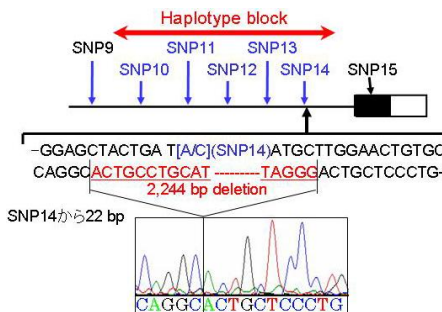 Haplotype block
SNP9 SNP11 SNP13
SNP10 SNP12 SNP14 SNP15
-GGAGCTACTGAT[A/C](SNP14)ATGCTTGGAACTGTGC
CAGGCACTGCCTGCAT ---------TAGGGACTGCTCCCTG-
2,244 bp deletion
SNP14から22 bp
CAGGCACTGCTCCCTG